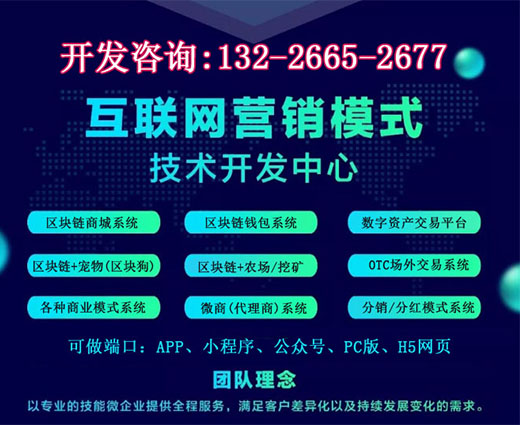 开发咨询:132-2665-2677
互联网营销模式
技术开发中心
区块链商城系统 区块链钱包系统 数字资产交易平台
区块链+宠物(区块狗) 区块链+农场/挖矿 OTC场外交易系统
各种商业模式系统 微商(代理商)系统 分销/分红模式系统
可做端口：APP、小程序、公众号、PC版、H5网页
团队理念
以专业的技能微企业提供全程服务，满足客户差异化以及持续发展变化的需求。